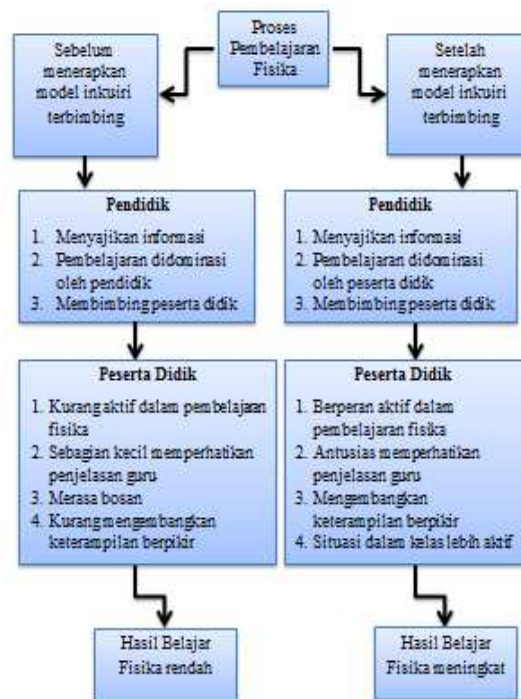 Proses
Pembelajaran
Fisika
Sebelum
menerapkan
model inkuiri
terbimbing
Setelah
menerapkan
model inkuiri
terbimbing
Pendidik
1. Menyajikan informasi
2. Pembelajaran didominasi
oleh pendidik
3. Membimbing peserta didik
Pendidik
1. Menyajikan informasi
2. Pembelajaran didominasi
oleh peserta didik
3. Membimbing peserta didik
Peserta Didik
1. Kurang aktif dalam pembelajaran
fisika
2. Sebagian kecil memperhatikan
penjelasan guru
3. Merasa bosan
4. Kurang mengembangkan
keterampilan berpikir
Peserta Didik
1. Berperan aktif dalam
pembelajaran fisika
2. Antusias memperhatikan
penjelasan guru
3. Mengembangkan
keterampilan berpikir
4. Situasi dalam kelas lebih aktif
Hasil Belajar
Fisika rendah
Hasil Belajar
Fisika meningkat